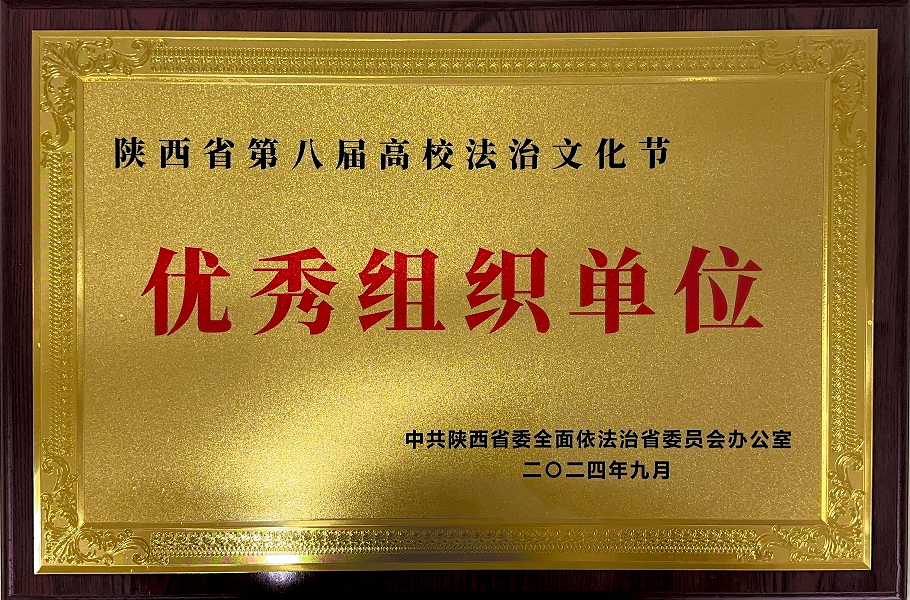 陕西省第八届高校法治文化节
优秀组织单位
中共陕西省委全面依法治省委员会办公室
二〇二四年九月